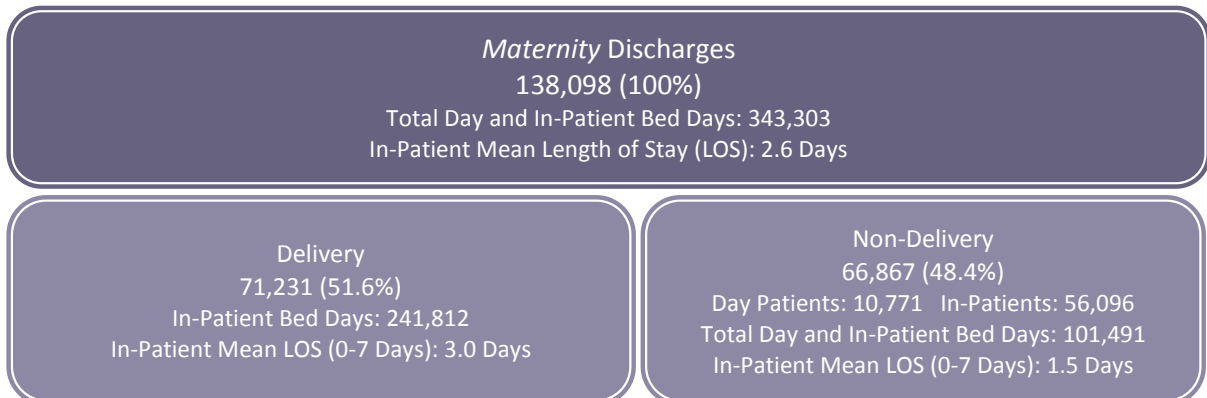 Maternity Discharges
138,098 (100%)
Total Day and In-Patient Bed Days: 343,303
In-Patient Mean Length of Stay (LOS): 2.6 Days
Delivery
71,231 (51.6%)
In-Patient Bed Days: 241,812
In-Patient Mean LOS (0-7 Days): 3.0 Days
Non-Delivery
66,867 (48.4%)
Day Patients: 10,771 In-Patients: 56,096
Total Day and In-Patient Bed Days: 101,491
In-Patient Mean LOS (0-7 Days): 1.5 Days